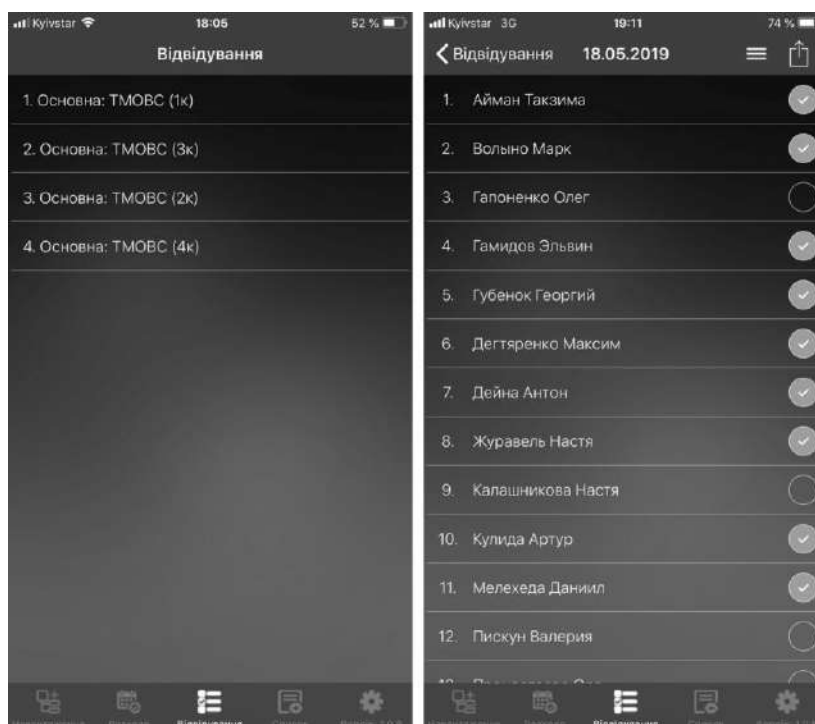 Kyivstar 18:05 52 %
Відвідування
1. Основна: ТМОВС (1к)
2. Основна: ТМОВС (3к)
3. Основна: ТМОВС (2к)
4. Основна: ТМОВС (4к)
Відвідування
Kyivstar 3G 19:11 74 %
Відвідування 18.05.2019
1. Айман Такзима
2. Волыно Марк
3. Гапоненко Олег
4. Гамидов Эльвин
5. Губенок Георгий
6. Дегтяренко Максим
7. Дейна Антон
8. Журавель Настя
9. Калашникова Настя
10. Кулида Артур
11. Мелехеда Даниил
12. Пискун Валерия
Відвідування